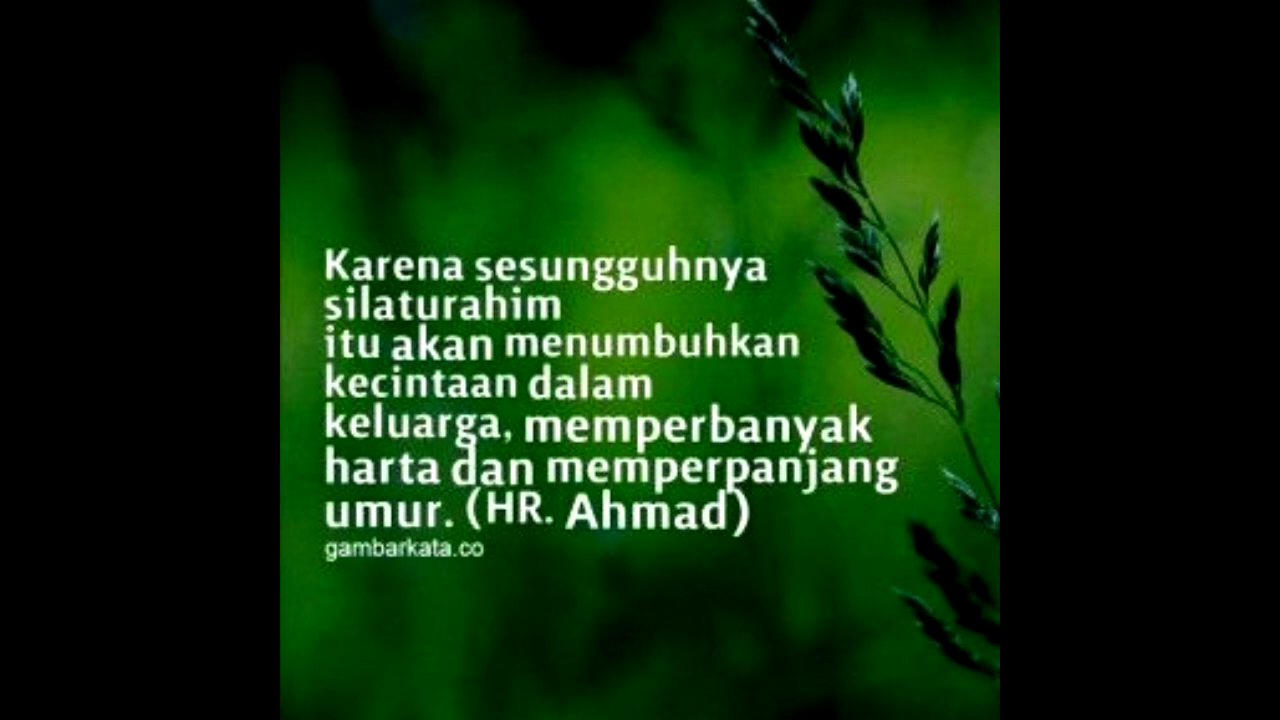 Karena sesungguhnya
silaturahim
itu akan menumbuhkan
kecintaan dalam
keluarga, memperbanyak
harta dan memperpanjang
umur. (HR. Ahmad)
gambarkata.co